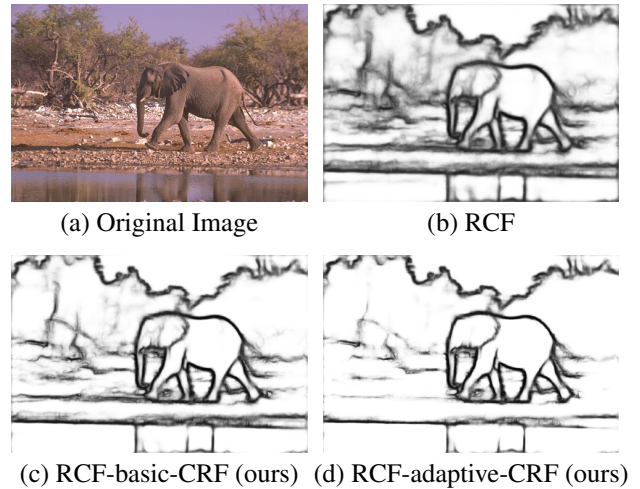 (a) Original Image
(b) RCF
(c) RCF-basic-CRF (ours)
(d) RCF-adaptive-CRF (ours)